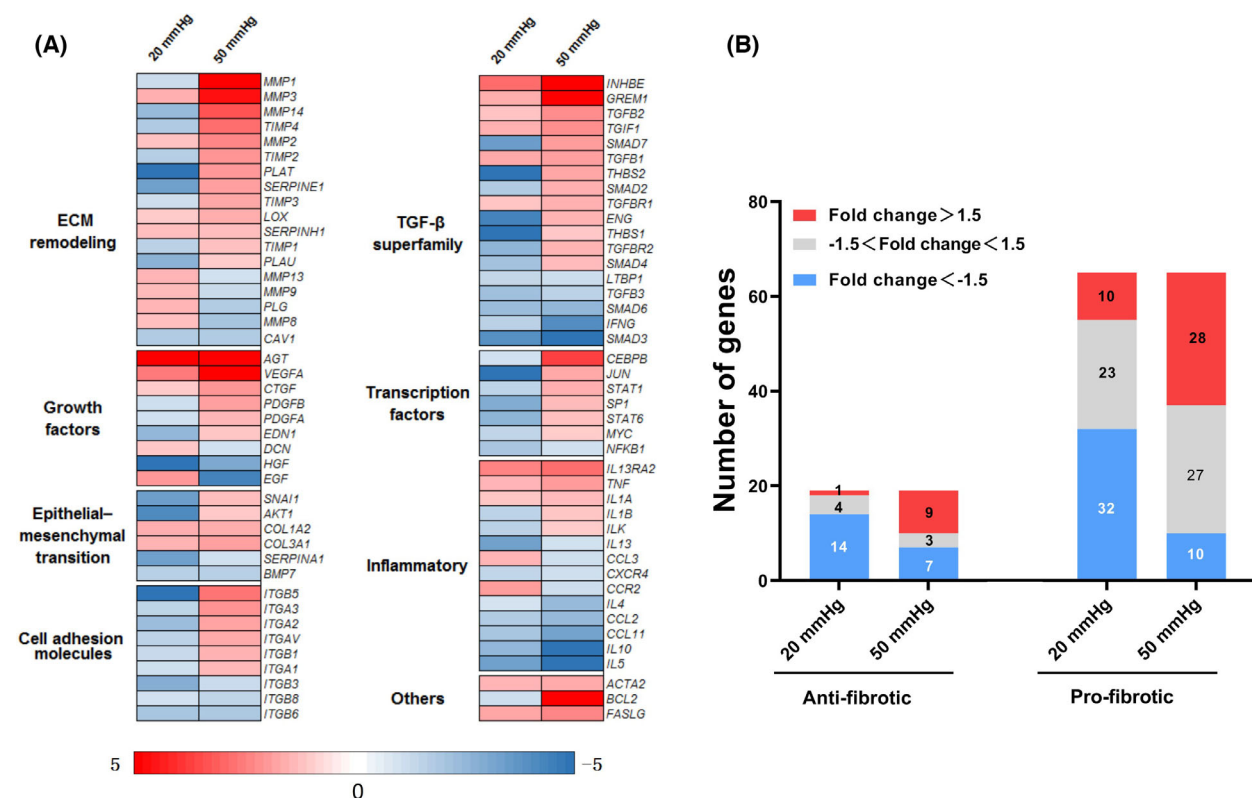 (A)
20 mmHg
50 mmHg
ECM
remodeling
MMP1
MMP3
MMP14
TIMP4
MMP2
TIMP2
PLAT
SERPINE1
TIMP3
LOX
SERPINH1
TIMP1
PLAU
MMP13
MMP9
PLG
MMP8
CAV1
Growth
factors
AGT
VEGFA
CTGF
PDGFB
PDGFA
EDN1
DCN
HGF
EGF
Epithelial–
mesenchymal
transition
SNAI1
AKT1
COL1A2
COL3A1
SERPINA1
BMP7
Cell adhesion
molecules
ITGB5
ITGA3
ITGA2
ITGAV
ITGB1
ITGA1
ITGB3
ITGB8
ITGB6
20 mmHg
50 mmHg
TGF-β
superfamily
INHBE
GREM1
TGFB2
TGIF1
SMAD7
TGFB1
THBS2
SMAD2
TGFBR1
ENG
THBS1
TGFBR2
SMAD4
LTBP1
TGFB3
SMAD6
IFNG
SMAD3
Transcription
factors
CEBPB
JUN
STAT1
SP1
STAT6
MYC
NFKB1
Inflammatory
IL13RA2
TNF
IL1A
IL1B
ILK
IL13
CCL3
CXCR4
CCR2
IL4
CCL2
CCL11
IL10
IL5
Others
ACTA2
BCL2
FASLG
5
0
−5
(B)
Number of genes
80
60
40
20
0
Fold change＞1.5
-1.5＜Fold change＜1.5
Fold change＜-1.5
1
4
14
9
3
7
10
23
32
28
27
10
20 mmHg
50 mmHg
20 mmHg
50 mmHg
Anti-fibrotic
Pro-fibrotic